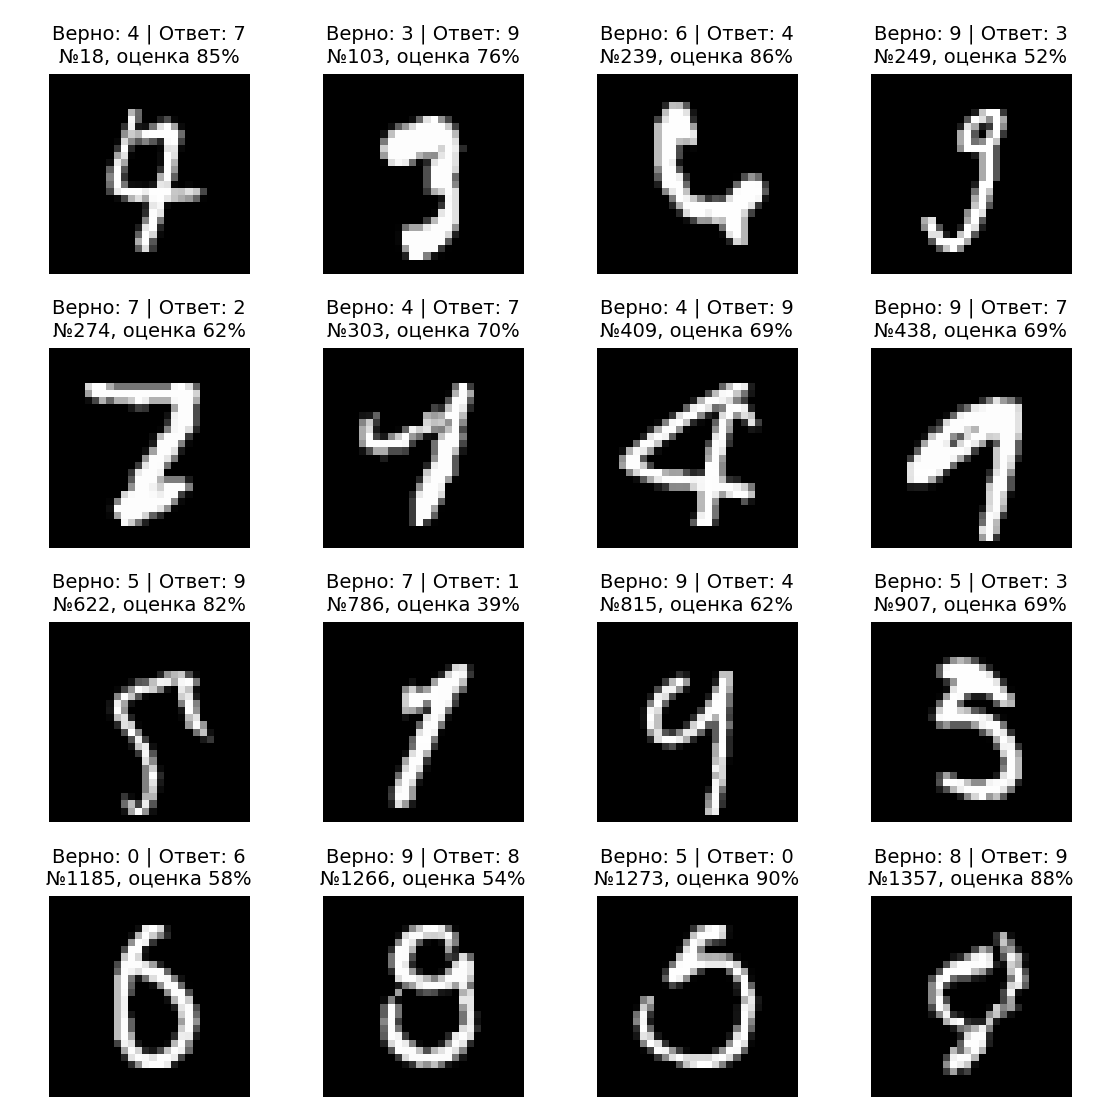 Верно: 4 | Ответ: 7
№18, оценка 85%
Верно: 3 | Ответ: 9
№103, оценка 76%
Верно: 6 | Ответ: 4
№239, оценка 86%
Верно: 9 | Ответ: 3
№249, оценка 52%
Верно: 7 | Ответ: 2
№274, оценка 62%
Верно: 4 | Ответ: 7
№303, оценка 70%
Верно: 4 | Ответ: 9
№409, оценка 69%
Верно: 9 | Ответ: 7
№438, оценка 69%
Верно: 5 | Ответ: 9
№622, оценка 82%
Верно: 7 | Ответ: 1
№786, оценка 39%
Верно: 9 | Ответ: 4
№815, оценка 62%
Верно: 5 | Ответ: 3
№907, оценка 69%
Верно: 0 | Ответ: 6
№1185, оценка 58%
Верно: 9 | Ответ: 8
№1266, оценка 54%
Верно: 5 | Ответ: 0
№1273, оценка 90%
Верно: 8 | Ответ: 9
№1357, оценка 88%